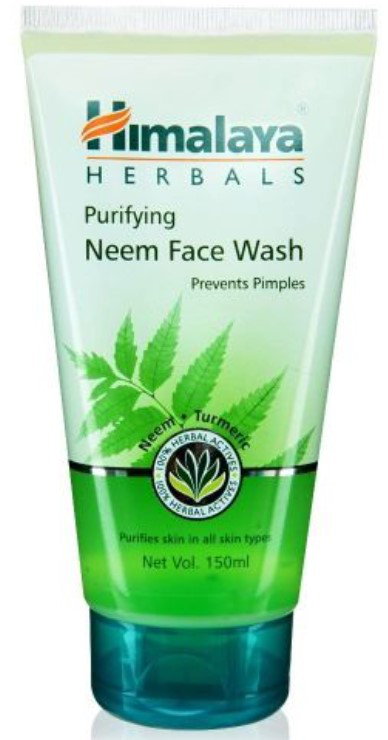 Himalaya®
HERBALS
Purifying
Neem Face Wash
Prevents Pimples
Neem • Turmeric
100% HERBAL ACTIVES
100% HERBAL ACTIVES
Purifies skin in all skin types
Net Vol. 150ml